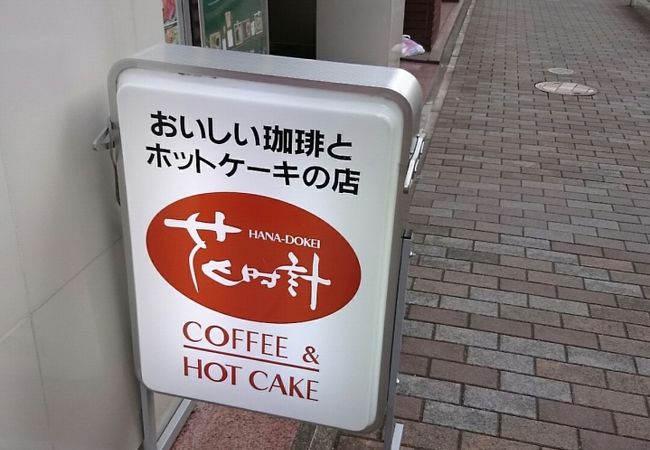 おいしい珈琲と
ホットケーキの店
HANA-DOKEI
花時計
COFFEE &
HOT CAKE